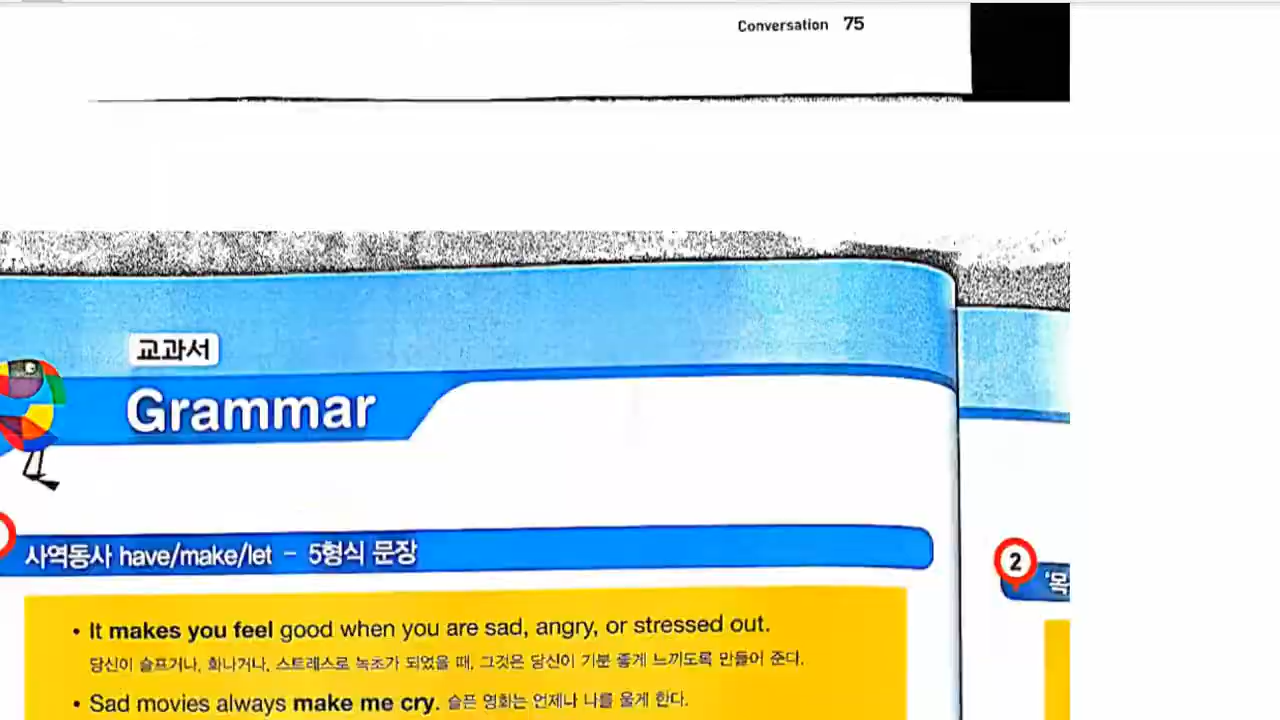 Conversation 75
교과서
Grammar
사역동사 have/make/let – 5형식 문장
• It makes you feel good when you are sad, angry, or stressed out.
당신이 슬프거나, 화나거나, 스트레스로 녹초가 되었을 때, 그것은 당신이 기분 좋게 느끼도록 만들어 준다.
• Sad movies always make me cry. 슬픈 영화는 언제나 나를 울게 한다.
2
'목